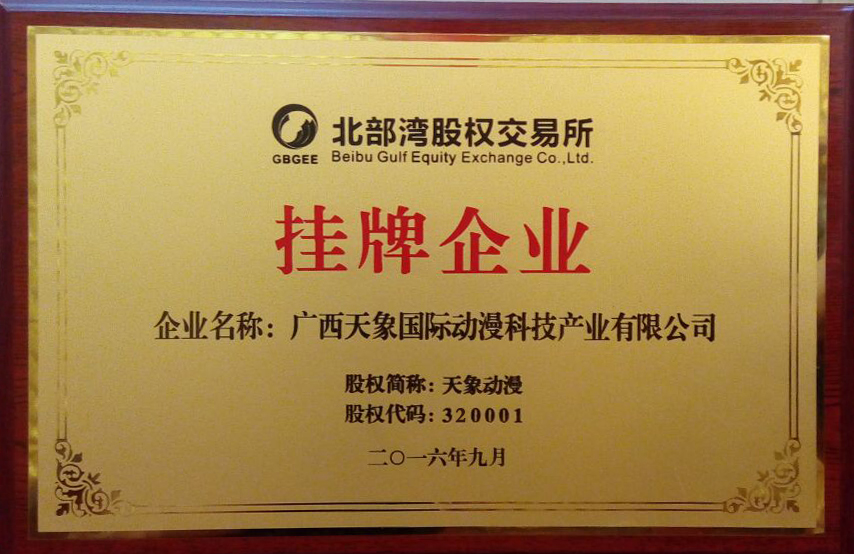 北部湾股权交易所
GBGEE
Beibu Gulf Equity Exchange Co.,Ltd.
挂牌企业
企业名称：广西天象国际动漫科技产业有限公司
股权简称：天象动漫
股权代码：320001
二〇一六年九月